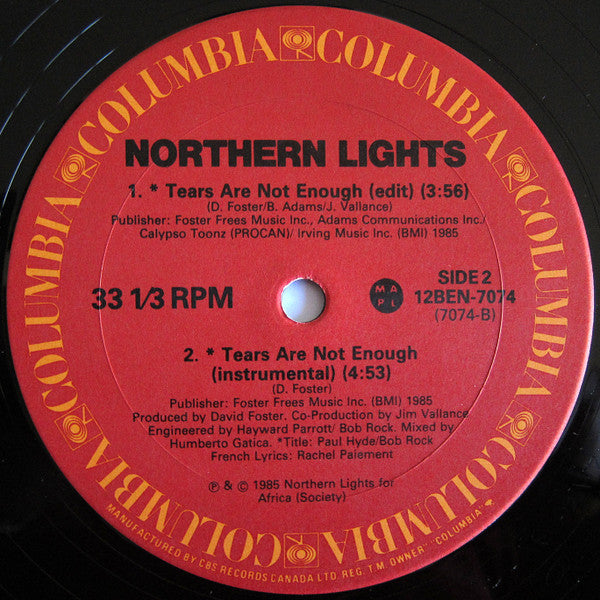 COLUMBIA COLUMBIA COLUMBIA COLUMBIA COLUMBIA COLUMBIA
NORTHERN LIGHTS
1. * Tears Are Not Enough (edit) (3:56)
(D. Foster/B. Adams/J. Vallance)
Publisher: Foster Frees Music Inc., Adams Communications Inc./
Calypso Toonz (PROCAN)/ Irving Music Inc. (BMI) 1985
33 1/3 RPM
M A
P L
SIDE 2
12BEN-7074
(7074-B)
2. * Tears Are Not Enough
(instrumental) (4:53)
(D. Foster)
Publisher: Foster Frees Music Inc. (BMI) 1985
Produced by David Foster. Co-Production by Jim Vallance
Engineered by Hayward Parrott/ Bob Rock. Mixed by
Humberto Gatica. *Title: Paul Hyde/Bob Rock
French Lyrics: Rachel Paiement
℗ & © 1985 Northern Lights for
Africa (Society)
MANUFACTURED BY CBS RECORDS CANADA LTD. REG. T.M. OWNER "COLUMBIA"